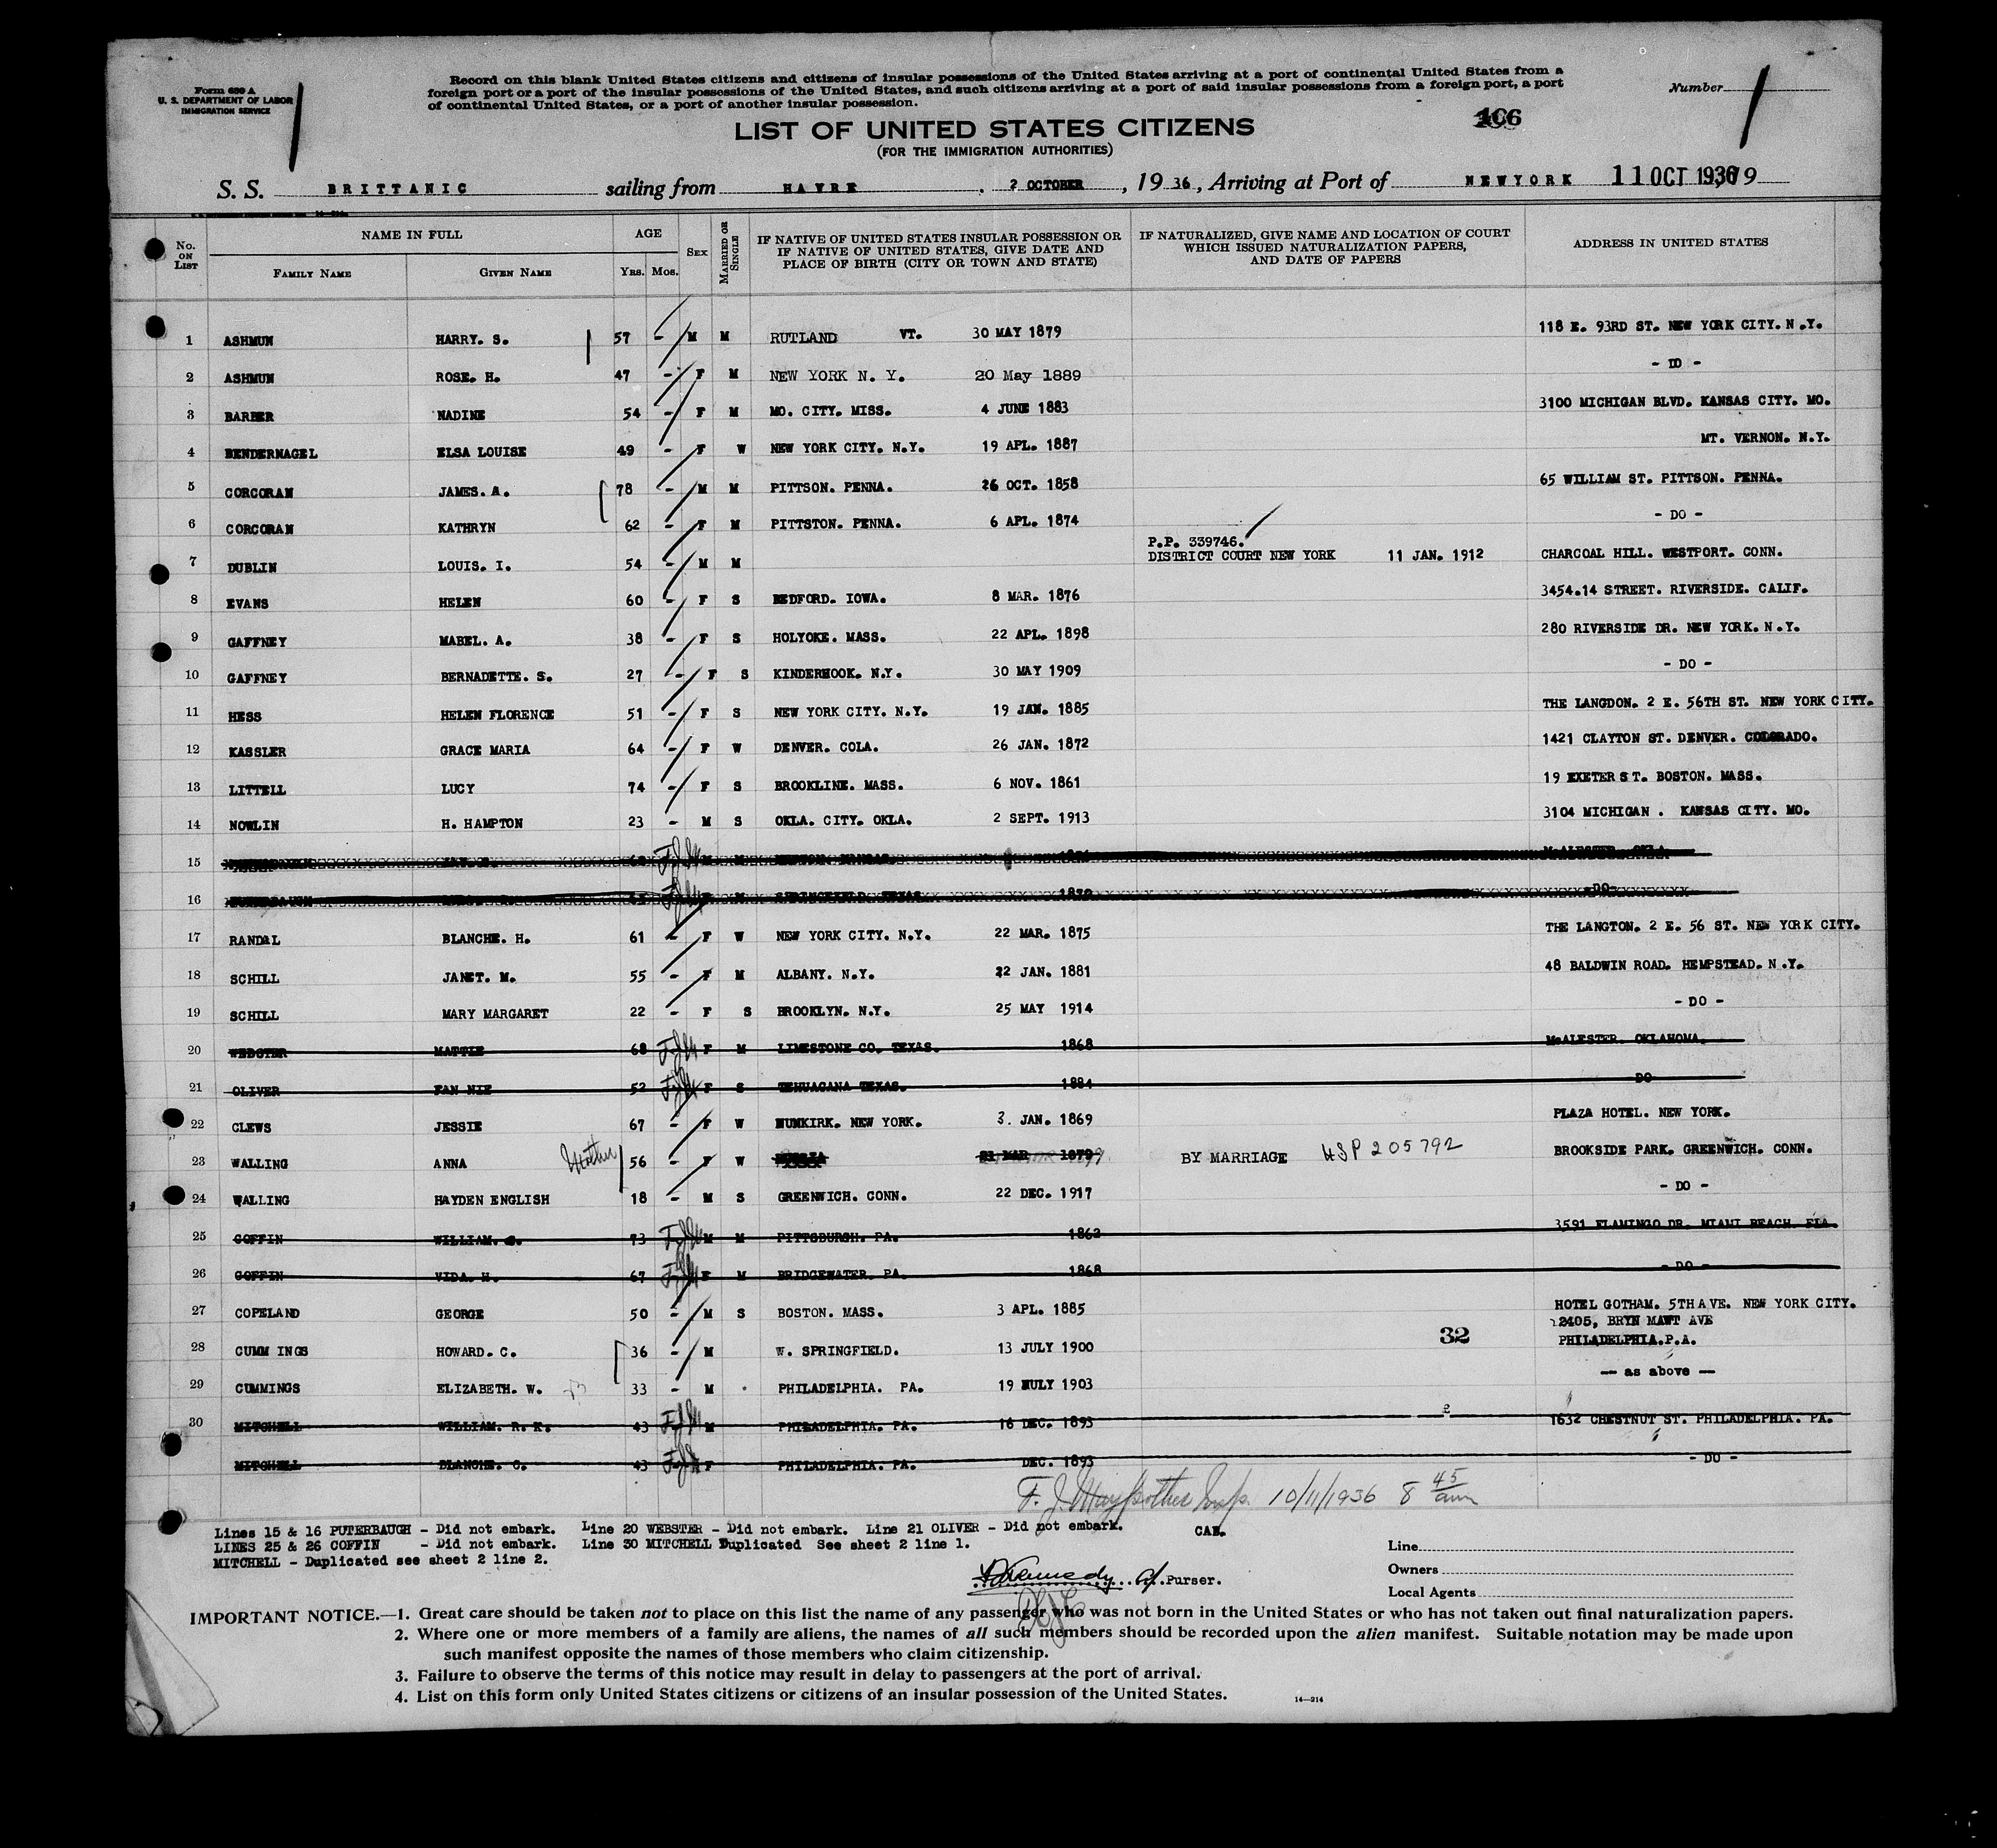 Form 630 A
U. S. DEPARTMENT OF LABOR
IMMIGRATION SERVICE
Record on this blank United States citizens and citizens of insular possessions of the United States arriving at a port of continental United States from a
foreign port or a port of the insular possessions of the United States, and such citizens arriving at a port of said insular possessions from a foreign port, a port
of continental United States, or a port of another insular possession.
Number 1
LIST OF UNITED STATES CITIZENS
(FOR THE IMMIGRATION AUTHORITIES)
S. S. BRITTANIC sailing from HAVRE , 2 OCTOBER , 19 36 , Arriving at Port of NEWYORK 11 OCT 1936 , 19
No. ON LIST NAME IN FULL FAMILY NAME GIVEN NAME AGE YRS. MOS. SEX MARRIED OR SINGLE IF NATIVE OF UNITED STATES INSULAR POSSESSION OR IF NATIVE OF UNITED STATES, GIVE DATE AND PLACE OF BIRTH (CITY OR TOWN AND STATE) IF NATURALIZED, GIVE NAME AND LOCATION OF COURT WHICH ISSUED NATURALIZATION PAPERS, AND DATE OF PAPERS ADDRESS IN UNITED STATES
1 ASHMUN HARRY. S. 57 - M M RUTLAND VT. 30 MAY 1879 118 E. 93RD ST. NEW YORK CITY. N.Y.
2 ASHMUN ROSE. H. 47 - F M NEW YORK N. Y. 20 May 1889 - DO -
3 BARBER NADINE 54 - F M MO. CITY. MISS. 4 JUNE 1883 3100 MICHIGAN BLVD. KANSAS CITY. MO.
4 BENDERNAGEL ELSA LOUISE 49 - F W NEW YORK CITY. N.Y. 19 APL. 1887 MT. VERNON. N.Y.
5 CORCORAN JAMES. A. 78 - M M PITTSON. PENNA. 26 OCT. 1858 65 WILLIAM ST. PITTSON. PENNA.
6 CORCORAN KATHRYN 62 - F M PITTSTON. PENNA. 6 APL. 1874 - DO -
P.P. 339746.
7 DUBLIN LOUIS. I. 54 - M M DISTRICT COURT NEW YORK 11 JAN. 1912 CHARCOAL HILL. WESTPORT. CONN.
8 EVANS HELEN 60 - F S BEDFORD. IOWA. 8 MAR. 1876 3454.14 STREET. RIVERSIDE. CALIF.
9 GAFFNEY MABEL. A. 38 - F S HOLYOKE. MASS. 22 APL. 1898 280 RIVERSIDE DR. NEW YORK. N.Y.
10 GAFFNEY BERNADETTE. S. 27 - F S KINDERHOOK. N.Y. 30 MAY 1909 - DO -
11 HESS HELEN FLORENCE 51 - F S NEW YORK CITY. N.Y. 19 JAN. 1885 THE LANGDON. 2 E. 56TH ST. NEW YORK CITY.
12 KASSLER GRACE MARIA 64 - F W DENVER. COLA. 26 JAN. 1872 1421 CLAYTON ST. DENVER. COLORADO.
13 LITTELL LUCY 74 - F S BROOKLINE. MASS. 6 NOV. 1861 19 EXETER ST. BOSTON. MASS.
14 NOWLIN H. HAMPTON 23 - M S OKLA. CITY. OKLA. 2 SEPT. 1913 3104 MICHIGAN . KANSAS CITY. MO.
15 M M McALESTER. OKLA.
16 M SPRINGFIELD. TEXAS. 1870 -DO-
17 RANDAL BLANCHE. H. 61 - F W NEW YORK CITY. N.Y. 22 MAR. 1875 THE LANGTON. 2 E. 56 ST. NEW YORK CITY.
18 SCHILL JANET. M. 55 - F M ALBANY. N.Y. 22 JAN. 1881 48 BALDWIN ROAD. HEMPSTEAD. N.Y.
19 SCHILL MARY MARGARET 22 - F S BROOKLYN. N.Y. 25 MAY 1914 - DO -
20 WEBSTER MATTIE 68 F M LIMESTONE CO. TEXAS. 1868 McALESTER. OKLAHOMA.
21 OLIVER FAN NIE 52 F S TEHUACANA TEXAS. 1884 DO
22 CLEWS JESSIE 67 - F W NUMKIRK. NEW YORK. 3. JAN. 1869 PLAZA HOTEL. NEW YORK.
23 WALLING ANNA Mother 56 - F W RUSSIA 21 MAR 1879 BY MARRIAGE USP 205792 BROOKSIDE PARK. GREENWICH. CONN.
24 WALLING HAYDEN ENGLISH 18 - M S GREENWICH. CONN. 22 DEC. 1917 - DO -
25 COFFIN WILLIAM. G. 73 M M PITTSBURGH. PA. 1862 3591 FLAMINGO DR. MIAMI BEACH. FLA.
26 COFFIN VIDA. H. 67 F M BRIDGEWATER. PA. 1868 - DO -
27 COPELAND GEORGE 50 - M S BOSTON. MASS. 3 APL. 1885 HOTEL GOTHAM. 5TH AVE. NEW YORK CITY.
32 2405, BRYN MAWT AVE
28 CUMM INGS HOWARD. C. 36 - M W. SPRINGFIELD. 13 JULY 1900 PHILADELPHIA.P.A.
29 CUMMINGS ELIZABETH. W. 33 - M PHILADELPHIA. PA. 19 NULY 1903 -- as above --
30 MITCHELL WILLIAM. R. K. 43 M PHILADELPHIA. PA. 16 DEC. 1893 1632 CHESTNUT ST. PHILADELPHIA. PA.
MITCHELL BLANCHE. C. 43 F PHILADELPHIA. PA. DEC. 1893 - DO -
10/11/1936 8 45 am
Lines 15 & 16 PUTERBAUGH - Did not embark. Line 20 WEBSTER - Did not embark. Line 21 OLIVER - Did not embark. CAB.
LINES 25 & 26 COFFIN - Did not embark. Line 30 MITCHELL Duplicated See sheet 2 line 1.
MITCHELL - Duplicated see sheet 2 line 2.
Line
Owners
Local Agents
Purser.
IMPORTANT NOTICE.—1. Great care should be taken not to place on this list the name of any passenger who was not born in the United States or who has not taken out final naturalization papers.
2. Where one or more members of a family are aliens, the names of all such members should be recorded upon the alien manifest. Suitable notation may be made upon
such manifest opposite the names of those members who claim citizenship.
3. Failure to observe the terms of this notice may result in delay to passengers at the port of arrival.
4. List on this form only United States citizens or citizens of an insular possession of the United States.
14—214